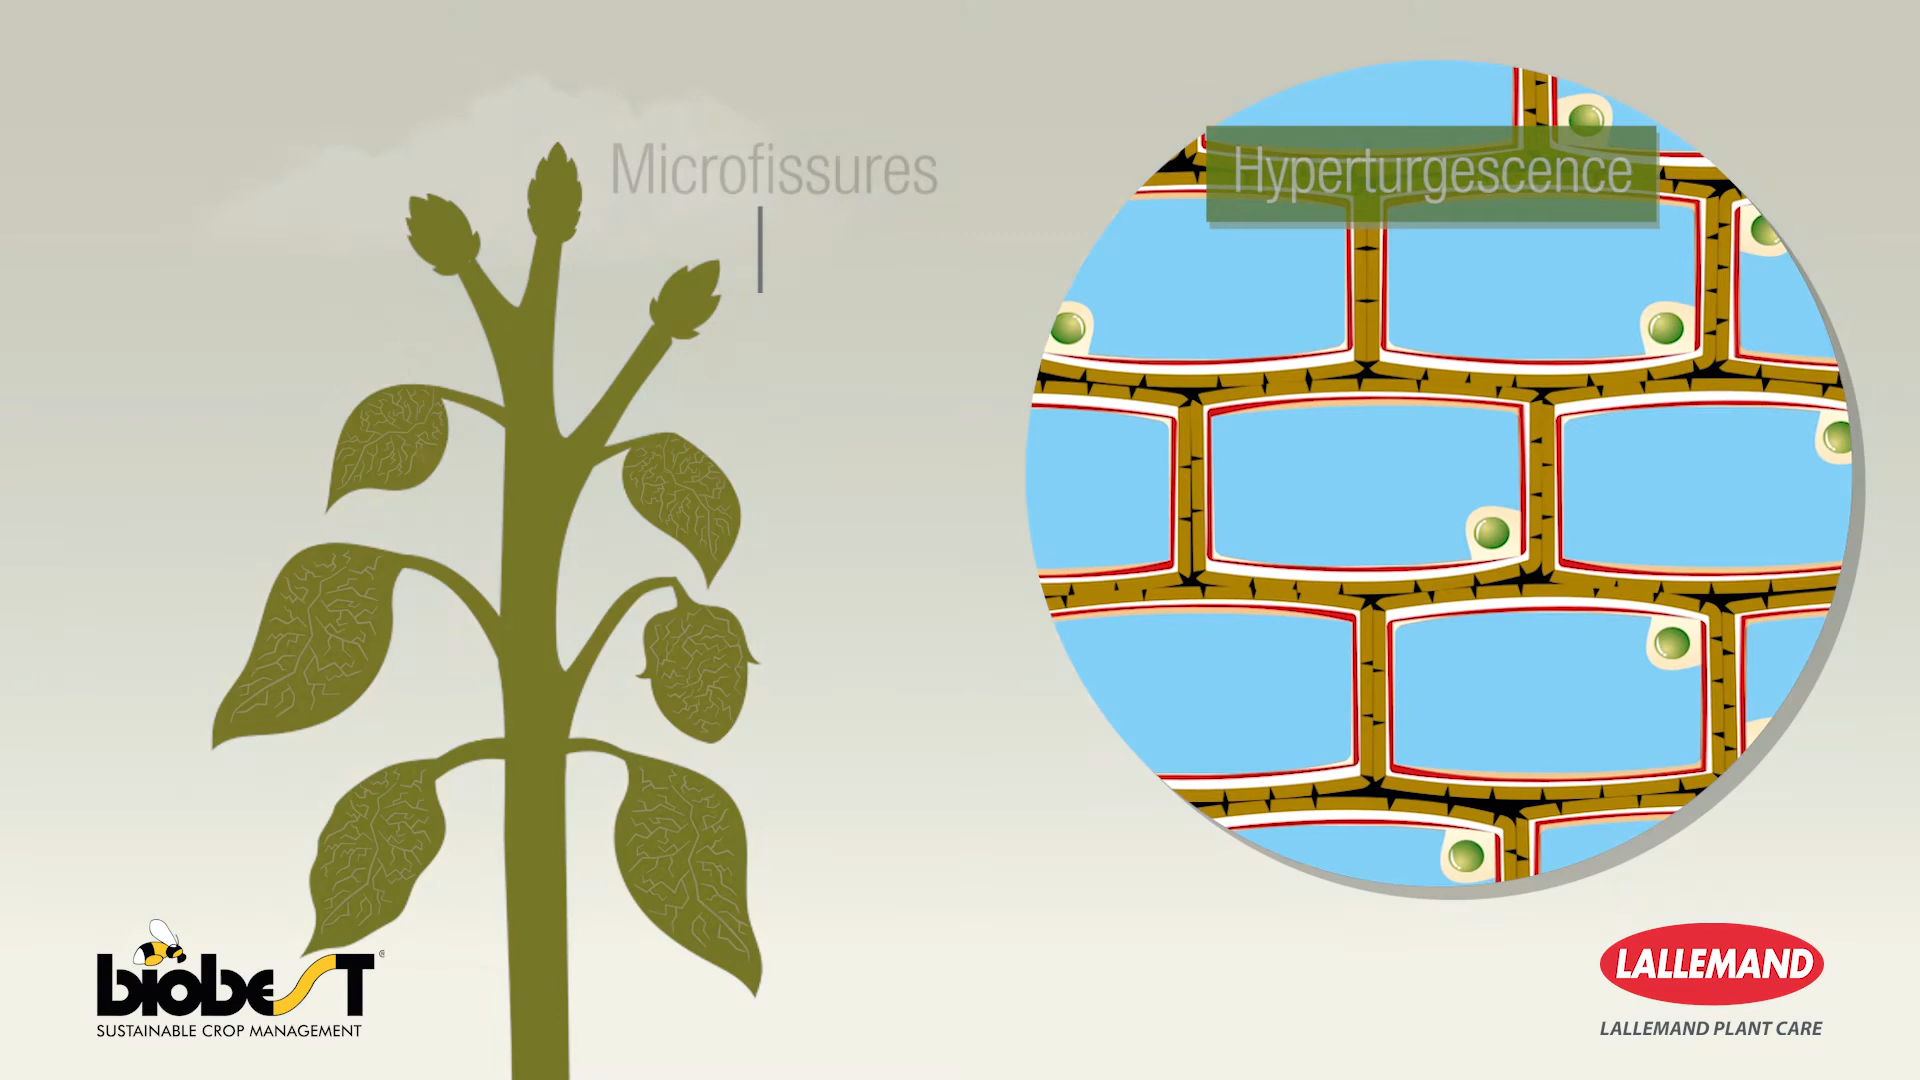 Microfissures
Hyperturgescence
biobest®
SUSTAINABLE CROP MANAGEMENT
LALLEMAND
LALLEMAND PLANT CARE